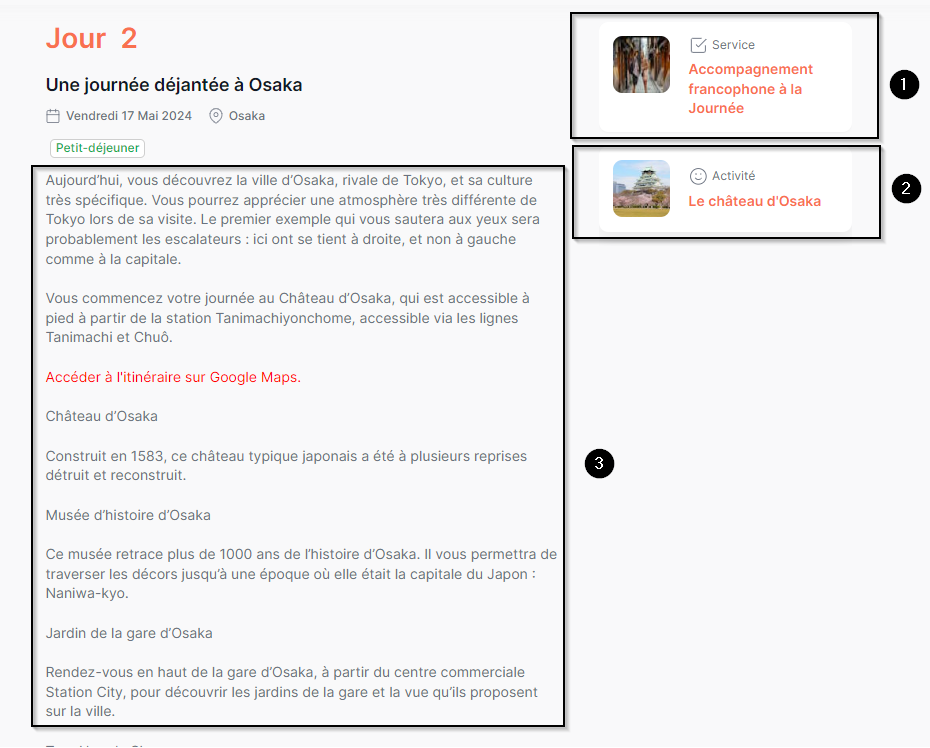 Jour 2
Une journée déjantée à Osaka
Vendredi 17 Mai 2024 Osaka
Petit-déjeuner
Aujourd'hui, vous découvrez la ville d'Osaka, rivale de Tokyo, et sa culture
très spécifique. Vous pourrez apprécier une atmosphère très différente de
Tokyo lors de sa visite. Le premier exemple qui vous sautera aux yeux sera
probablement les escalateurs : ici ont se tient à droite, et non à gauche
comme à la capitale.
Vous commencez votre journée au Château d'Osaka, qui est accessible à
pied à partir de la station Tanimachiyonchome, accessible via les lignes
Tanimachi et Chuô.
Accéder à l'itinéraire sur Google Maps.
Château d'Osaka
Construit en 1583, ce château typique japonais a été à plusieurs reprises
détruit et reconstruit.
Musée d'histoire d'Osaka
Ce musée retrace plus de 1000 ans de l'histoire d'Osaka. Il vous permettra de
traverser les décors jusqu'à une époque où elle était la capitale du Japon :
Naniwa-kyo.
Jardin de la gare d'Osaka
Rendez-vous en haut de la gare d'Osaka, à partir du centre commerciale
Station City, pour découvrir les jardins de la gare et la vue qu'ils proposent
sur la ville.
Service
Accompagnement
francophone à la
Journée
1
Activité
Le château d'Osaka
2
3